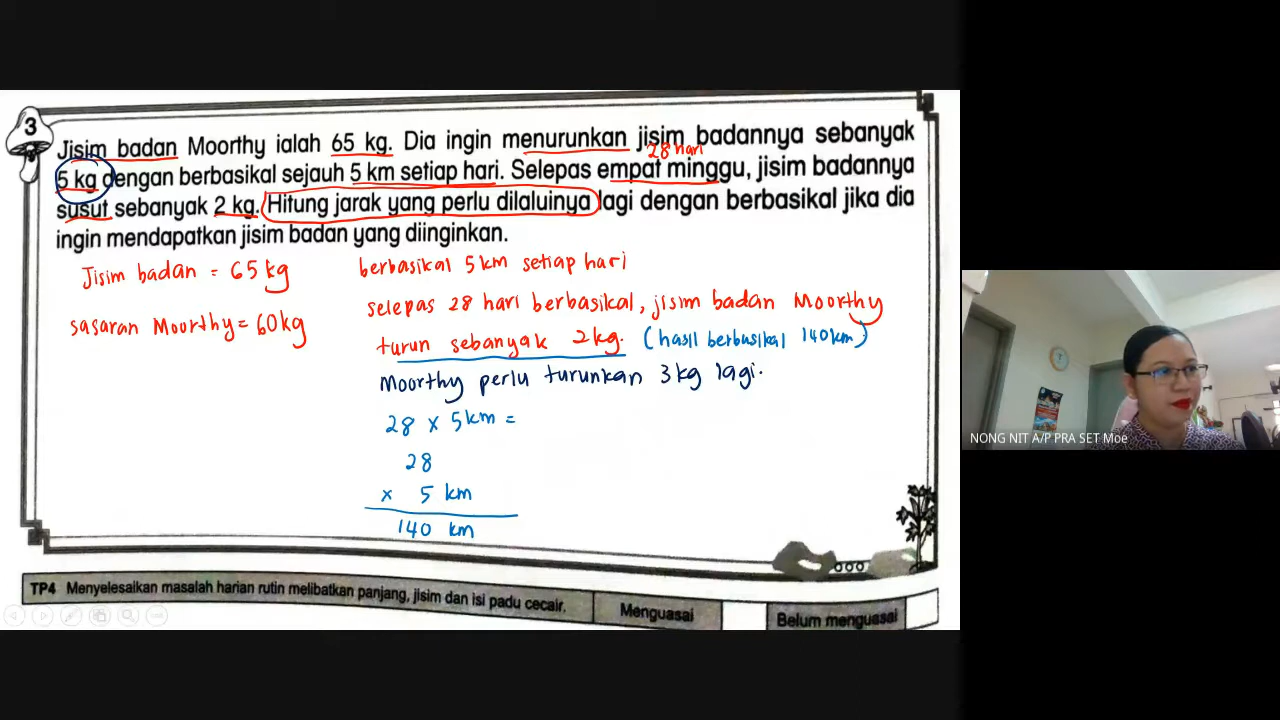 3
Jisim badan Moorthy ialah 65 kg. Dia ingin menurunkan jisim badannya sebanyak
28 hari
5 kg dengan berbasikal sejauh 5 km setiap hari. Selepas empat minggu, jisim badannya
susut sebanyak 2 kg. Hitung jarak yang perlu dilaluinya lagi dengan berbasikal jika dia
ingin mendapatkan jisim badan yang diinginkan.
Jisim badan = 65 kg
sasaran Moorthy = 60 kg
berbasikal 5 km setiap hari
selepas 28 hari berbasikal, jisim badan Moorthy
turun sebanyak 2 kg. (hasil berbasikal 140 km)
Moorthy perlu turunkan 3 kg lagi.
28 x 5 km =
28
x 5 km
140 km
TP4 Menyelesaikan masalah harian rutin melibatkan panjang, jisim dan isi padu cecair.
Menguasai
Belum menguasai
NONG NIT A/P PRA SET Moe